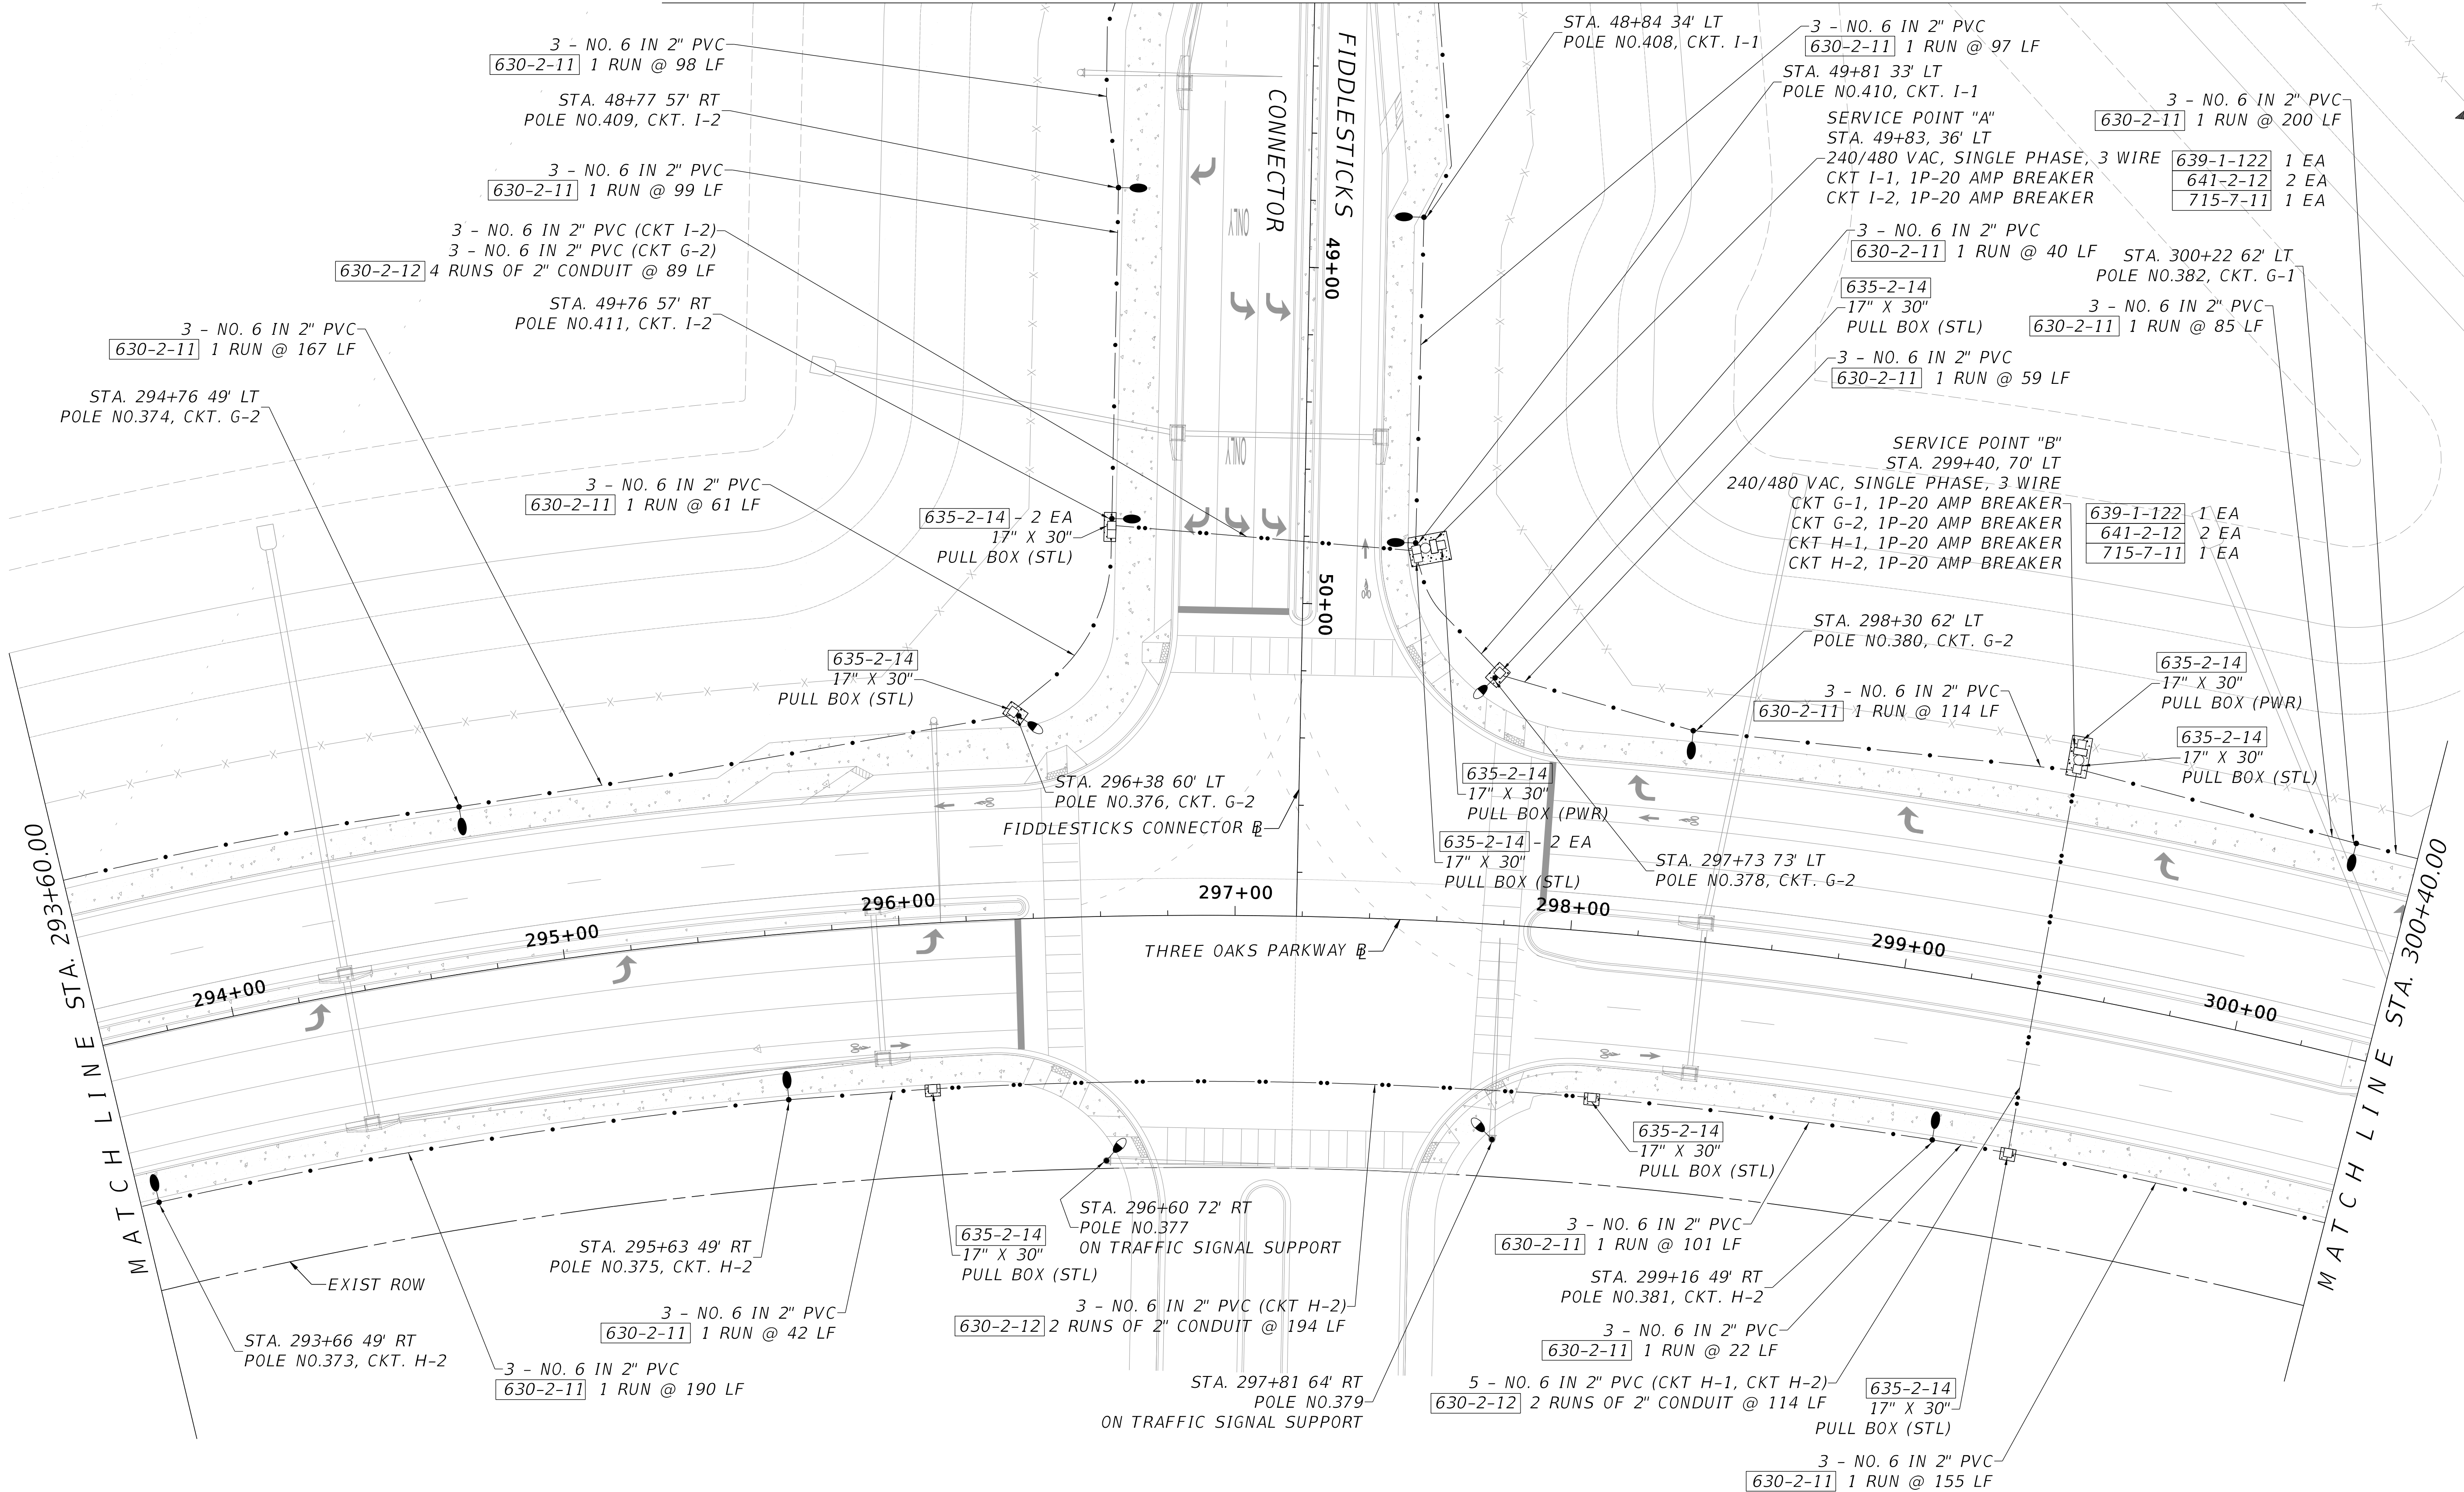 3 - NO. 6 IN 2" PVC
630-2-11 1 RUN @ 98 LF
STA. 48+77 57' RT
POLE NO.409, CKT. I-2
3 - NO. 6 IN 2" PVC
630-2-11 1 RUN @ 99 LF
3 - NO. 6 IN 2" PVC (CKT I-2)
3 - NO. 6 IN 2" PVC (CKT G-2)
630-2-12 4 RUNS OF 2" CONDUIT @ 89 LF
STA. 49+76 57' RT
POLE NO.411, CKT. I-2
3 - NO. 6 IN 2" PVC
630-2-11 1 RUN @ 167 LF
STA. 294+76 49' LT
POLE NO.374, CKT. G-2
3 - NO. 6 IN 2" PVC
630-2-11 1 RUN @ 61 LF
635-2-14 - 2 EA
17" X 30"
PULL BOX (STL)
635-2-14
17" X 30"
PULL BOX (STL)
FIDDLESTICKS
CONNECTOR
ONLY
ONLY
49+00
50+00
STA. 48+84 34' LT
POLE NO.408, CKT. I-1
3 - NO. 6 IN 2" PVC
630-2-11 1 RUN @ 97 LF
STA. 49+81 33' LT
POLE NO.410, CKT. I-1
SERVICE POINT "A"
STA. 49+83, 36' LT
240/480 VAC, SINGLE PHASE, 3 WIRE
CKT I-1, 1P-20 AMP BREAKER
CKT I-2, 1P-20 AMP BREAKER
639-1-122 1 EA
641-2-12 2 EA
715-7-11 1 EA
3 - NO. 6 IN 2" PVC
630-2-11 1 RUN @ 200 LF
3 - NO. 6 IN 2" PVC
630-2-11 1 RUN @ 40 LF
STA. 300+22 62' LT
POLE NO.382, CKT. G-1
635-2-14
17" X 30"
PULL BOX (STL)
3 - NO. 6 IN 2" PVC
630-2-11 1 RUN @ 85 LF
3 - NO. 6 IN 2" PVC
630-2-11 1 RUN @ 59 LF
SERVICE POINT "B"
STA. 299+40, 70' LT
240/480 VAC, SINGLE PHASE, 3 WIRE
CKT G-1, 1P-20 AMP BREAKER
CKT G-2, 1P-20 AMP BREAKER
CKT H-1, 1P-20 AMP BREAKER
CKT H-2, 1P-20 AMP BREAKER
639-1-122 1 EA
641-2-12 2 EA
715-7-11 1 EA
STA. 298+30 62' LT
POLE NO.380, CKT. G-2
3 - NO. 6 IN 2" PVC
630-2-11 1 RUN @ 114 LF
635-2-14
17" X 30"
PULL BOX (PWR)
635-2-14
17" X 30"
PULL BOX (STL)
STA. 296+38 60' LT
POLE NO.376, CKT. G-2
FIDDLESTICKS CONNECTOR BL
635-2-14
17" X 30"
PULL BOX (PWR)
635-2-14 - 2 EA
17" X 30"
PULL BOX (STL)
STA. 297+73 73' LT
POLE NO.378, CKT. G-2
MATCH LINE STA. 293+60.00
294+00
295+00
296+00
297+00
298+00
299+00
300+00
MATCH LINE STA. 300+40.00
THREE OAKS PARKWAY BL
635-2-14
17" X 30"
PULL BOX (STL)
STA. 296+60 72' RT
POLE NO.377
ON TRAFFIC SIGNAL SUPPORT
635-2-14
17" X 30"
PULL BOX (STL)
STA. 295+63 49' RT
POLE NO.375, CKT. H-2
EXIST ROW
3 - NO. 6 IN 2" PVC
630-2-11 1 RUN @ 42 LF
3 - NO. 6 IN 2" PVC (CKT H-2)
630-2-12 2 RUNS OF 2" CONDUIT @ 194 LF
3 - NO. 6 IN 2" PVC
630-2-11 1 RUN @ 101 LF
STA. 299+16 49' RT
POLE NO.381, CKT. H-2
3 - NO. 6 IN 2" PVC
630-2-11 1 RUN @ 22 LF
STA. 293+66 49' RT
POLE NO.373, CKT. H-2
3 - NO. 6 IN 2" PVC
630-2-11 1 RUN @ 190 LF
STA. 297+81 64' RT
POLE NO.379
ON TRAFFIC SIGNAL SUPPORT
5 - NO. 6 IN 2" PVC (CKT H-1, CKT H-2)
630-2-12 2 RUNS OF 2" CONDUIT @ 114 LF
635-2-14
17" X 30"
PULL BOX (STL)
3 - NO. 6 IN 2" PVC
630-2-11 1 RUN @ 155 LF